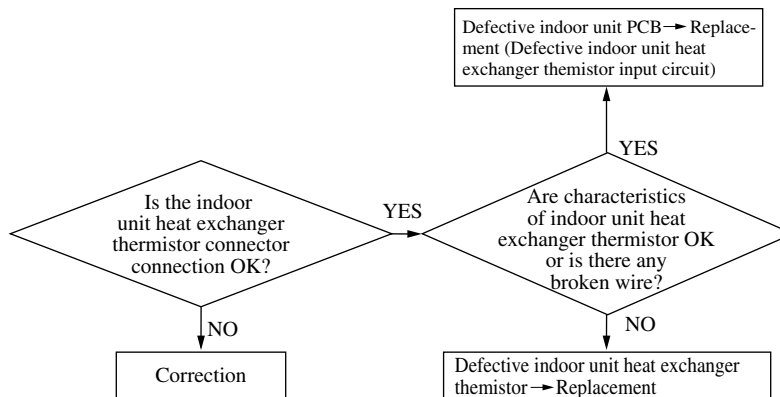 Defective indoor unit PCB → Replace-
ment (Defective indoor unit heat
exchanger themistor input circuit)
YES
Is the indoor
unit heat exchanger
thermistor connector
connection OK?
YES
Are characteristics
of indoor unit heat
exchanger thermistor OK
or is there any
broken wire?
NO
NO
Correction
Defective indoor unit heat exchanger
themistor → Replacement